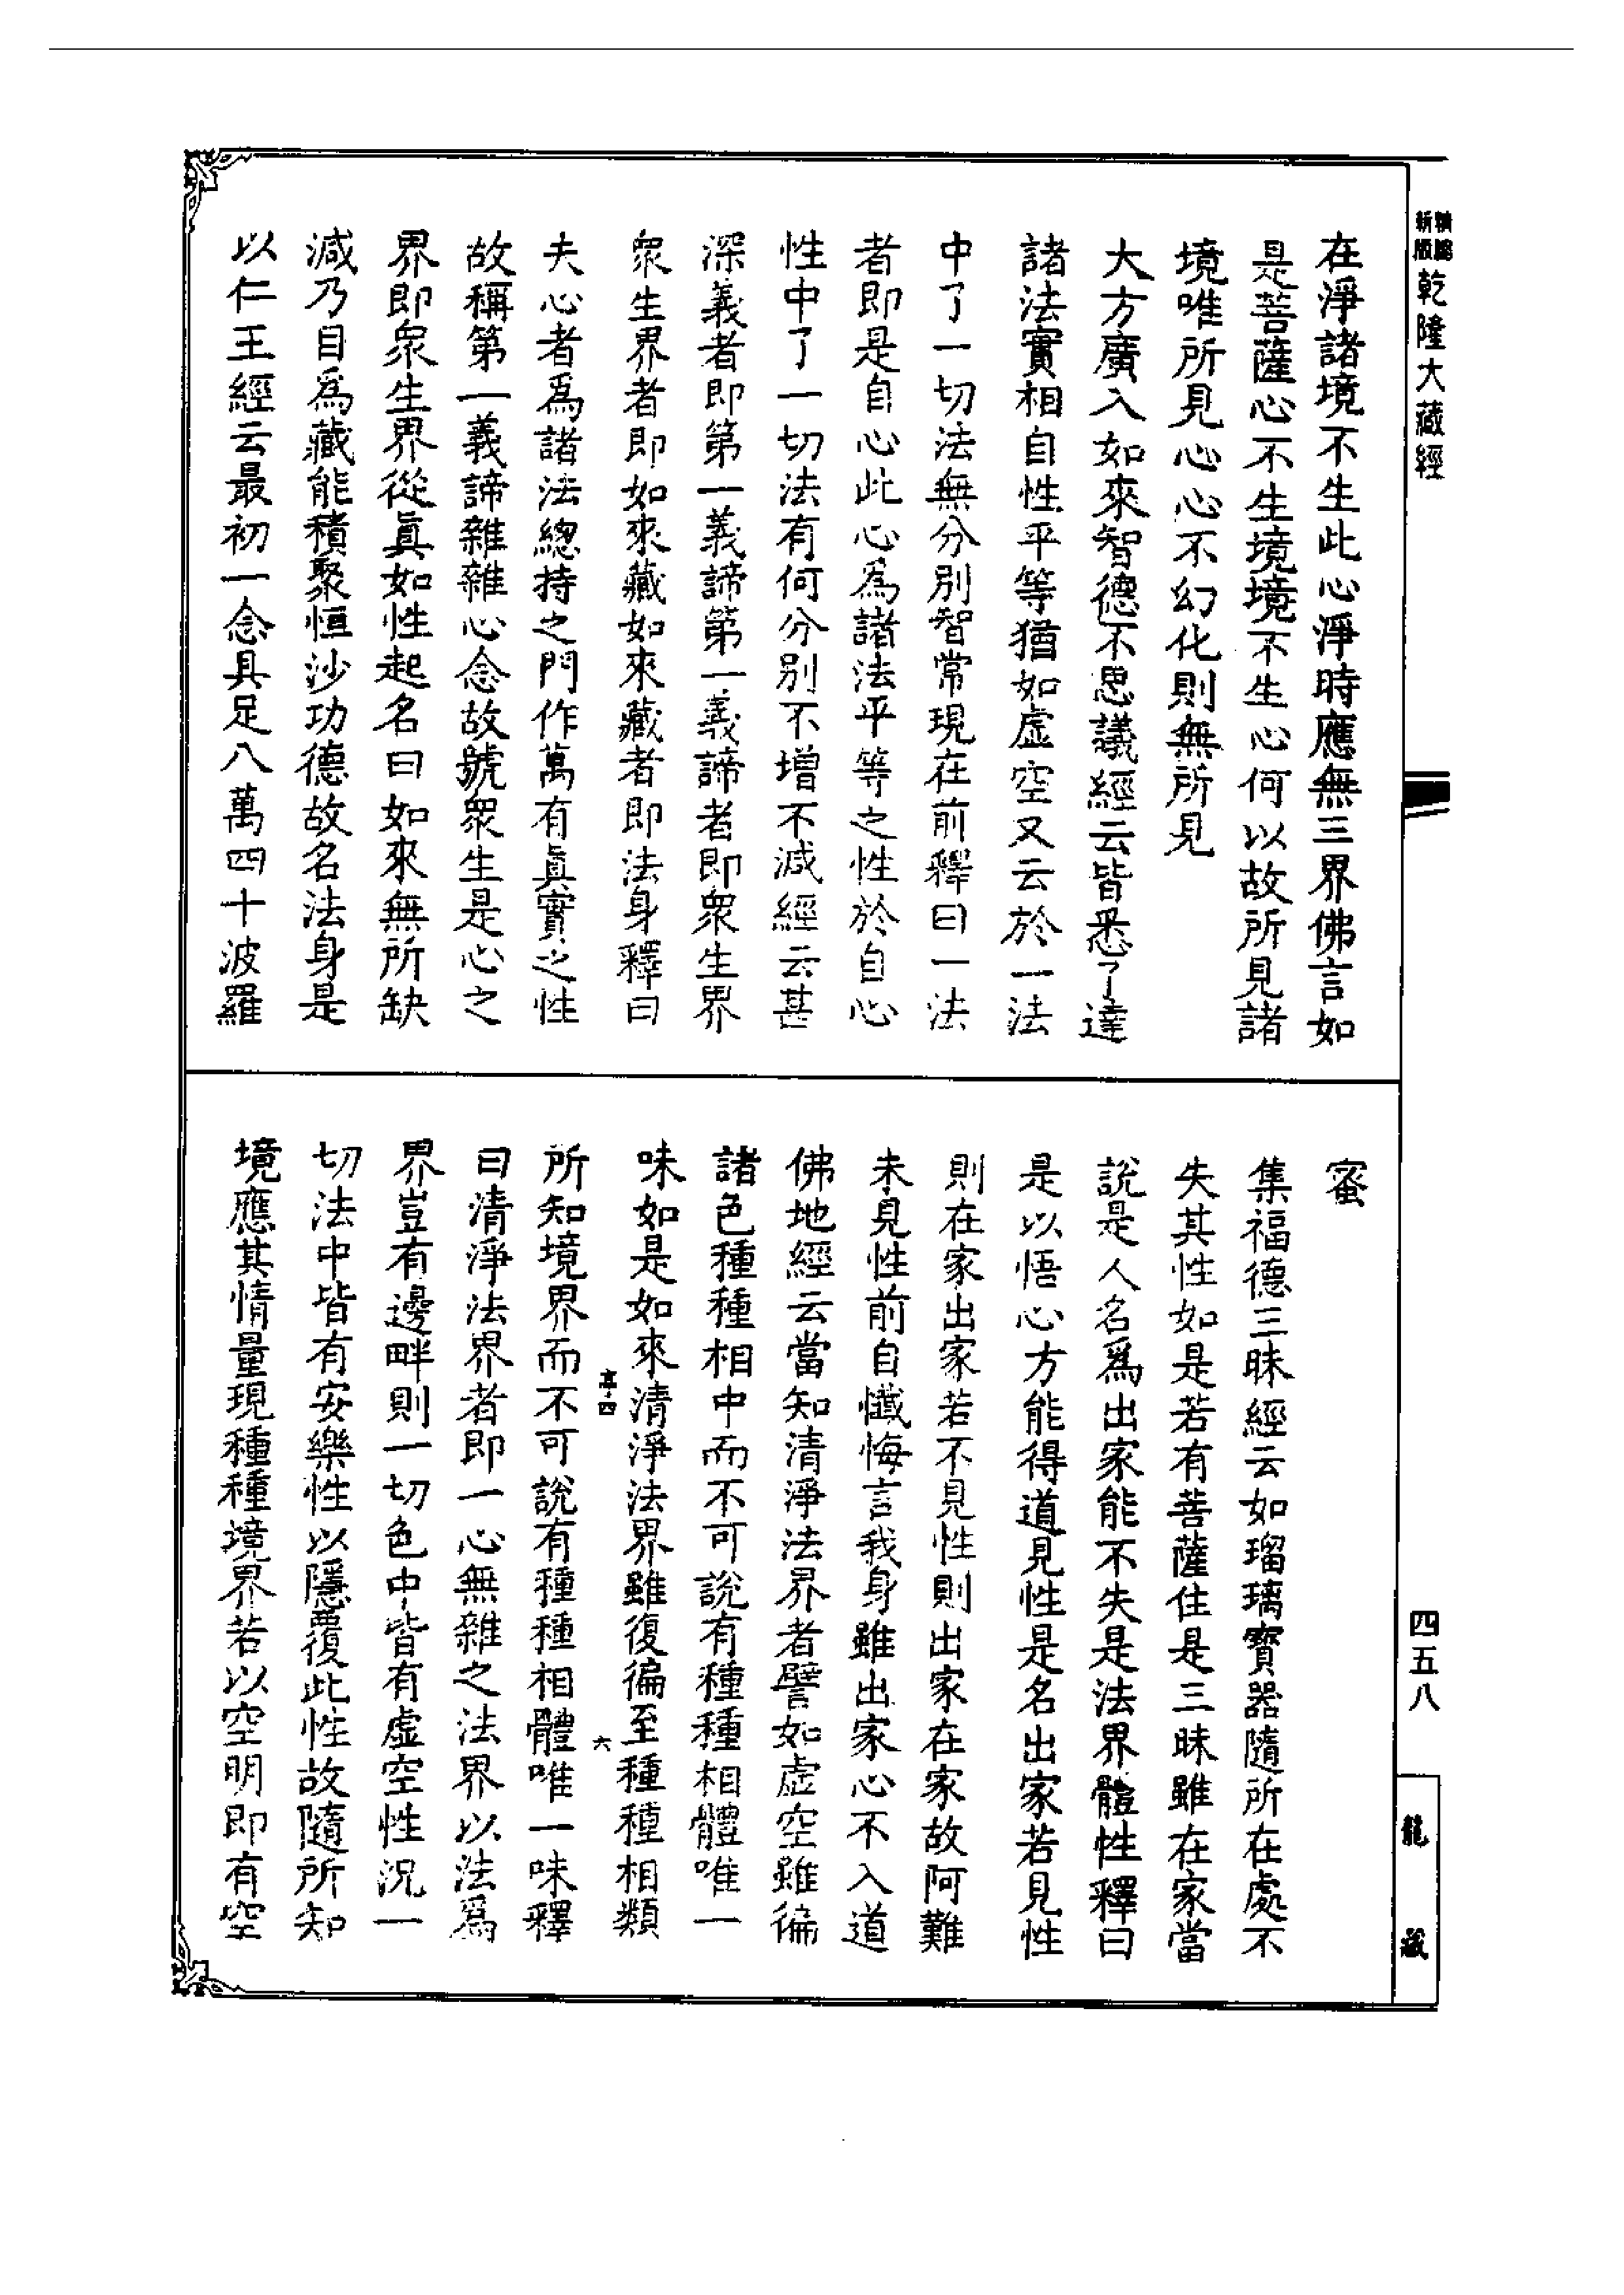 新版精縮乾隆大藏經
在淨諸境不生此心淨時應無三界佛言如
是菩薩心不生境境不生心何以故所見諸
境唯所見心心不幻化則無所見
大方廣入如來智德不思議經云皆悉了達
諸法實相自性平等猶如虛空又云於一法
中了一切法無分別智常現在前釋曰一法
者即是自心此心為諸法平等之性於自心
性中了一切法有何分別不增不減經云甚
深義者即第一義諦第一義諦者即眾生界
眾生界者即如來藏如來藏者即法身釋曰
夫心者為諸法總持之門作萬有真實之性
故稱第一義諦雜雜心念故號眾生是心之
界即眾生界從真如性起名曰如來無所缺
減乃目為藏能積聚恒沙功德故名法身是
以仁王經云最初一念具足八萬四十波羅
蜜
集福德三昧經云如瑠璃寶器隨所在處不
失其性如是若有菩薩住是三昧雖在家當
說是人名為出家能不失是法界體性釋曰
是以悟心方能得道見性是名出家若見性
則在家出家若不見性則出家在家故阿難
未見性前自懺悔言我身雖出家心不入道
佛地經云當知清淨法界者譬如虛空雖徧
諸色種種相中而不可說有種種相體唯一
味如是如來清淨法界雖復徧至種種相類
高四
六
所知境界而不可說有種種相體唯一味釋
曰清淨法界者即一心無雜之法界以法為
界豈有邊畔則一切色中皆有虛空性況一
切法中皆有安樂性以隱覆此性故隨所知
境應其情量現種種境界若以空明即有空
四五八
龍藏